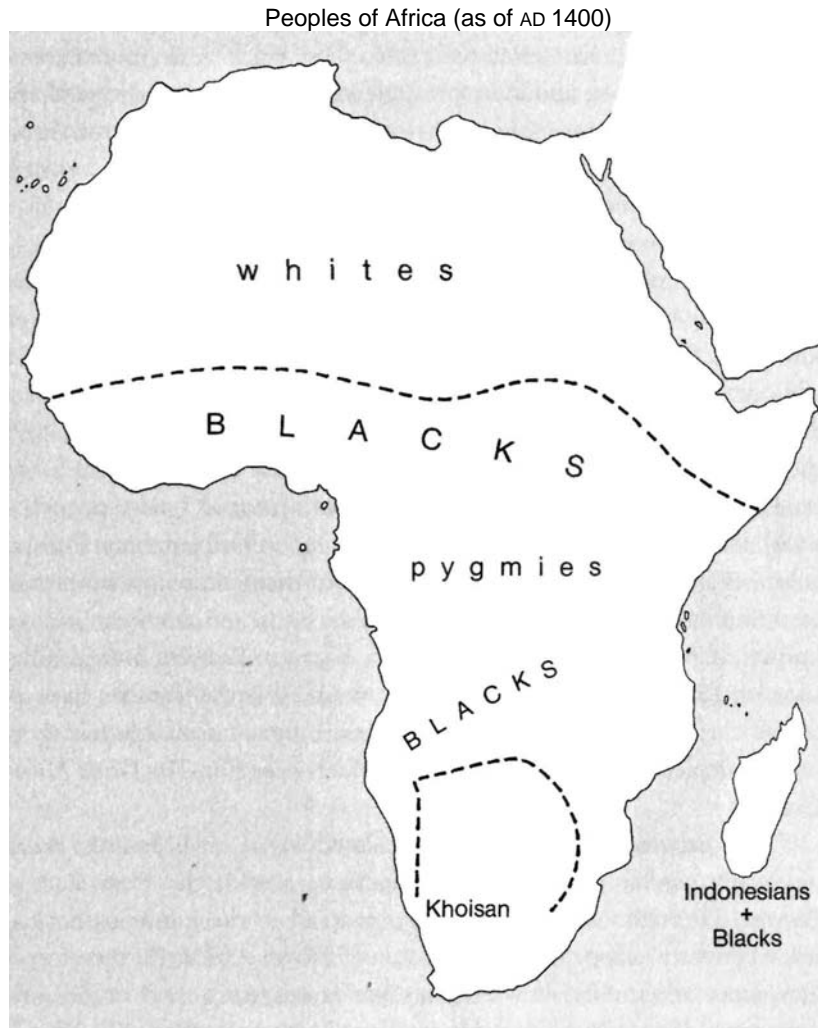 Peoples of Africa (as of AD 1400)
whites
BLACKS
pygmies
BLACKS
Khoisan
Indonesians
+
Blacks